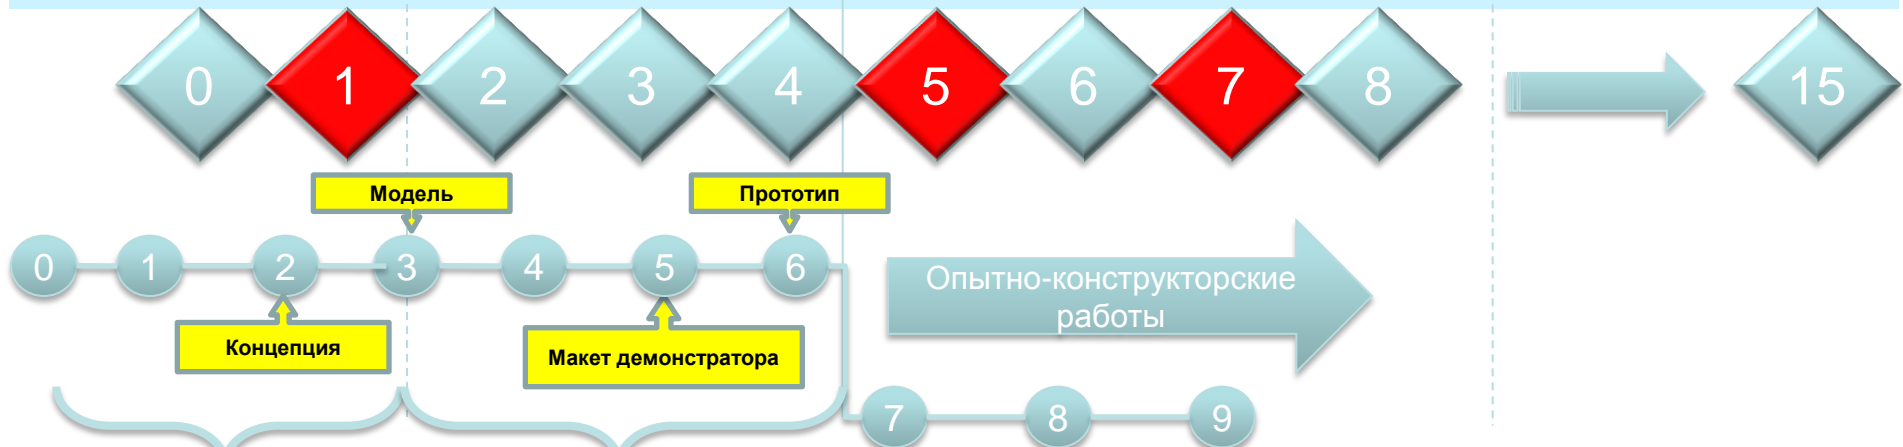 0 1 2 3 4 5 6 7 8 15
Модель
Прототип
0 1 2 3 4 5 6
Опытно-конструкторские
работы
Концепция
Макет демонстратора
7 8 9